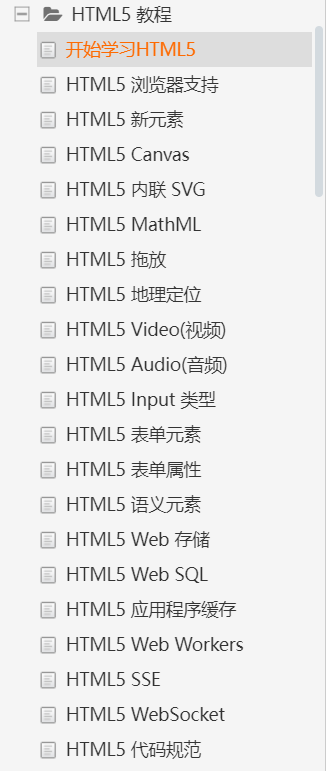 HTML5 教程
开始学习HTML5
HTML5 浏览器支持
HTML5 新元素
HTML5 Canvas
HTML5 内联 SVG
HTML5 MathML
HTML5 拖放
HTML5 地理定位
HTML5 Video(视频)
HTML5 Audio(音频)
HTML5 Input 类型
HTML5 表单元素
HTML5 表单属性
HTML5 语义元素
HTML5 Web 存储
HTML5 Web SQL
HTML5 应用程序缓存
HTML5 Web Workers
HTML5 SSE
HTML5 WebSocket
HTML5 代码规范